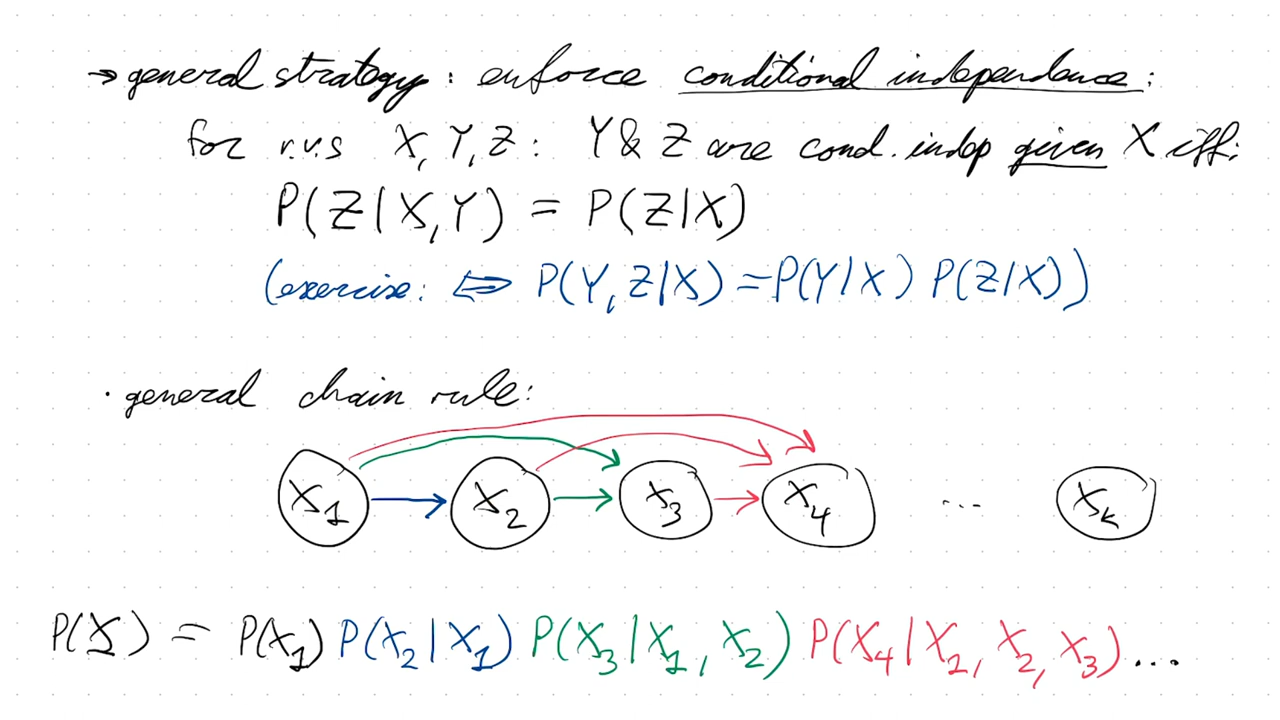 → general strategy: enforce conditional independence:
for r.v.s X, Y, Z: Y & Z are cond. indep given X iff:
P(Z|X,Y) = P(Z|X)
(exercise: ⇔ P(Y,Z|X) = P(Y|X) P(Z|X))
· general chain rule:
X₁ X₂ X₃ X₄ ... Xₖ
P(X) = P(X₁) P(X₂|X₁) P(X₃|X₁, X₂) P(X₄|X₁, X₂, X₃) ...